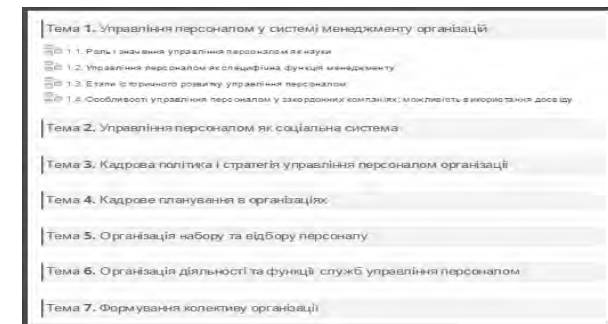 Тема 1. Управління персоналом у системі менеджменту організацій
1.1. Роль і значення управління персоналом як науки
1.2. Управління персоналом як специфічна функція менеджменту
1.3. Етапи історичного розвитку управління персоналом
1.4. Особливості управління персоналом у закордонних компаніях: можливість використання досвіду
Тема 2. Управління персоналом як соціальна система
Тема 3. Кадрова політика і стратегія управління персоналом організації
Тема 4. Кадрове планування в організаціях
Тема 5. Організація набору та відбору персоналу
Тема 6. Організація діяльності та функції служб управління персоналом
Тема 7. Формування колективу організації